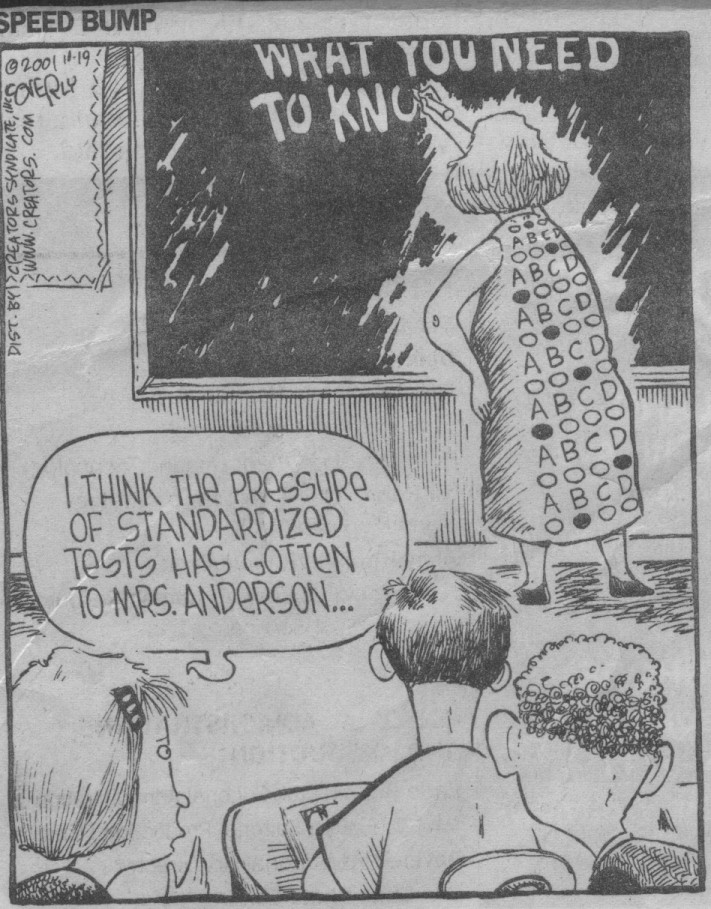 SPEED BUMP
©2001 11-19
COVERLY
DIST. BY CREATORS SYNDICATE, INC.
WWW.CREATORS.COM
WHAT YOU NEED
TO KNO
A B C D
A B C D
A B C D
A B C D
A B C D
A B C D
A B C D
A B C D
I THINK THE PRESSURE
OF STANDARDIZED
TESTS HAS GOTTEN
TO MRS. ANDERSON...